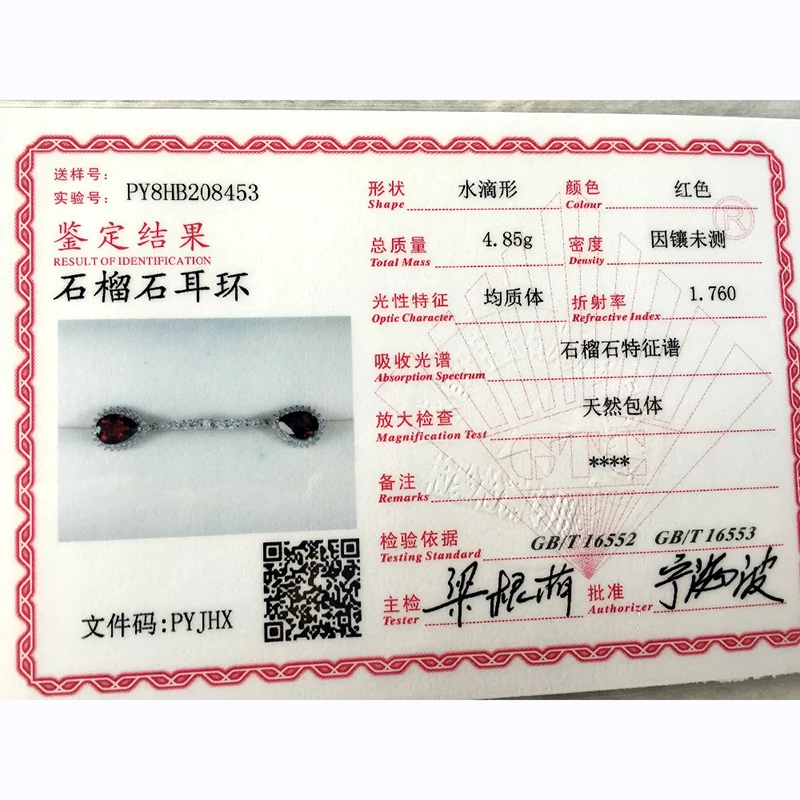 送样号:
实验号: PY8HB208453
鉴定结果
RESULT OF IDENTIFICATION
石榴石耳环
文件码:PYJHX
形状 水滴形 颜色 红色
Shape Colour
®
总质量 4.85g 密度 因镶未测
Total Mass Density
光性特征 均质体 折射率 1.760
Optic Character Refractive Index
吸收光谱 石榴石特征谱
Absorption Spectrum
放大检查 天然包体
Magnification Test
备注 ****
Remarks
检验依据 GB/T 16552 GB/T 16553
Testing Standard
主检 批准
Tester Authorizer